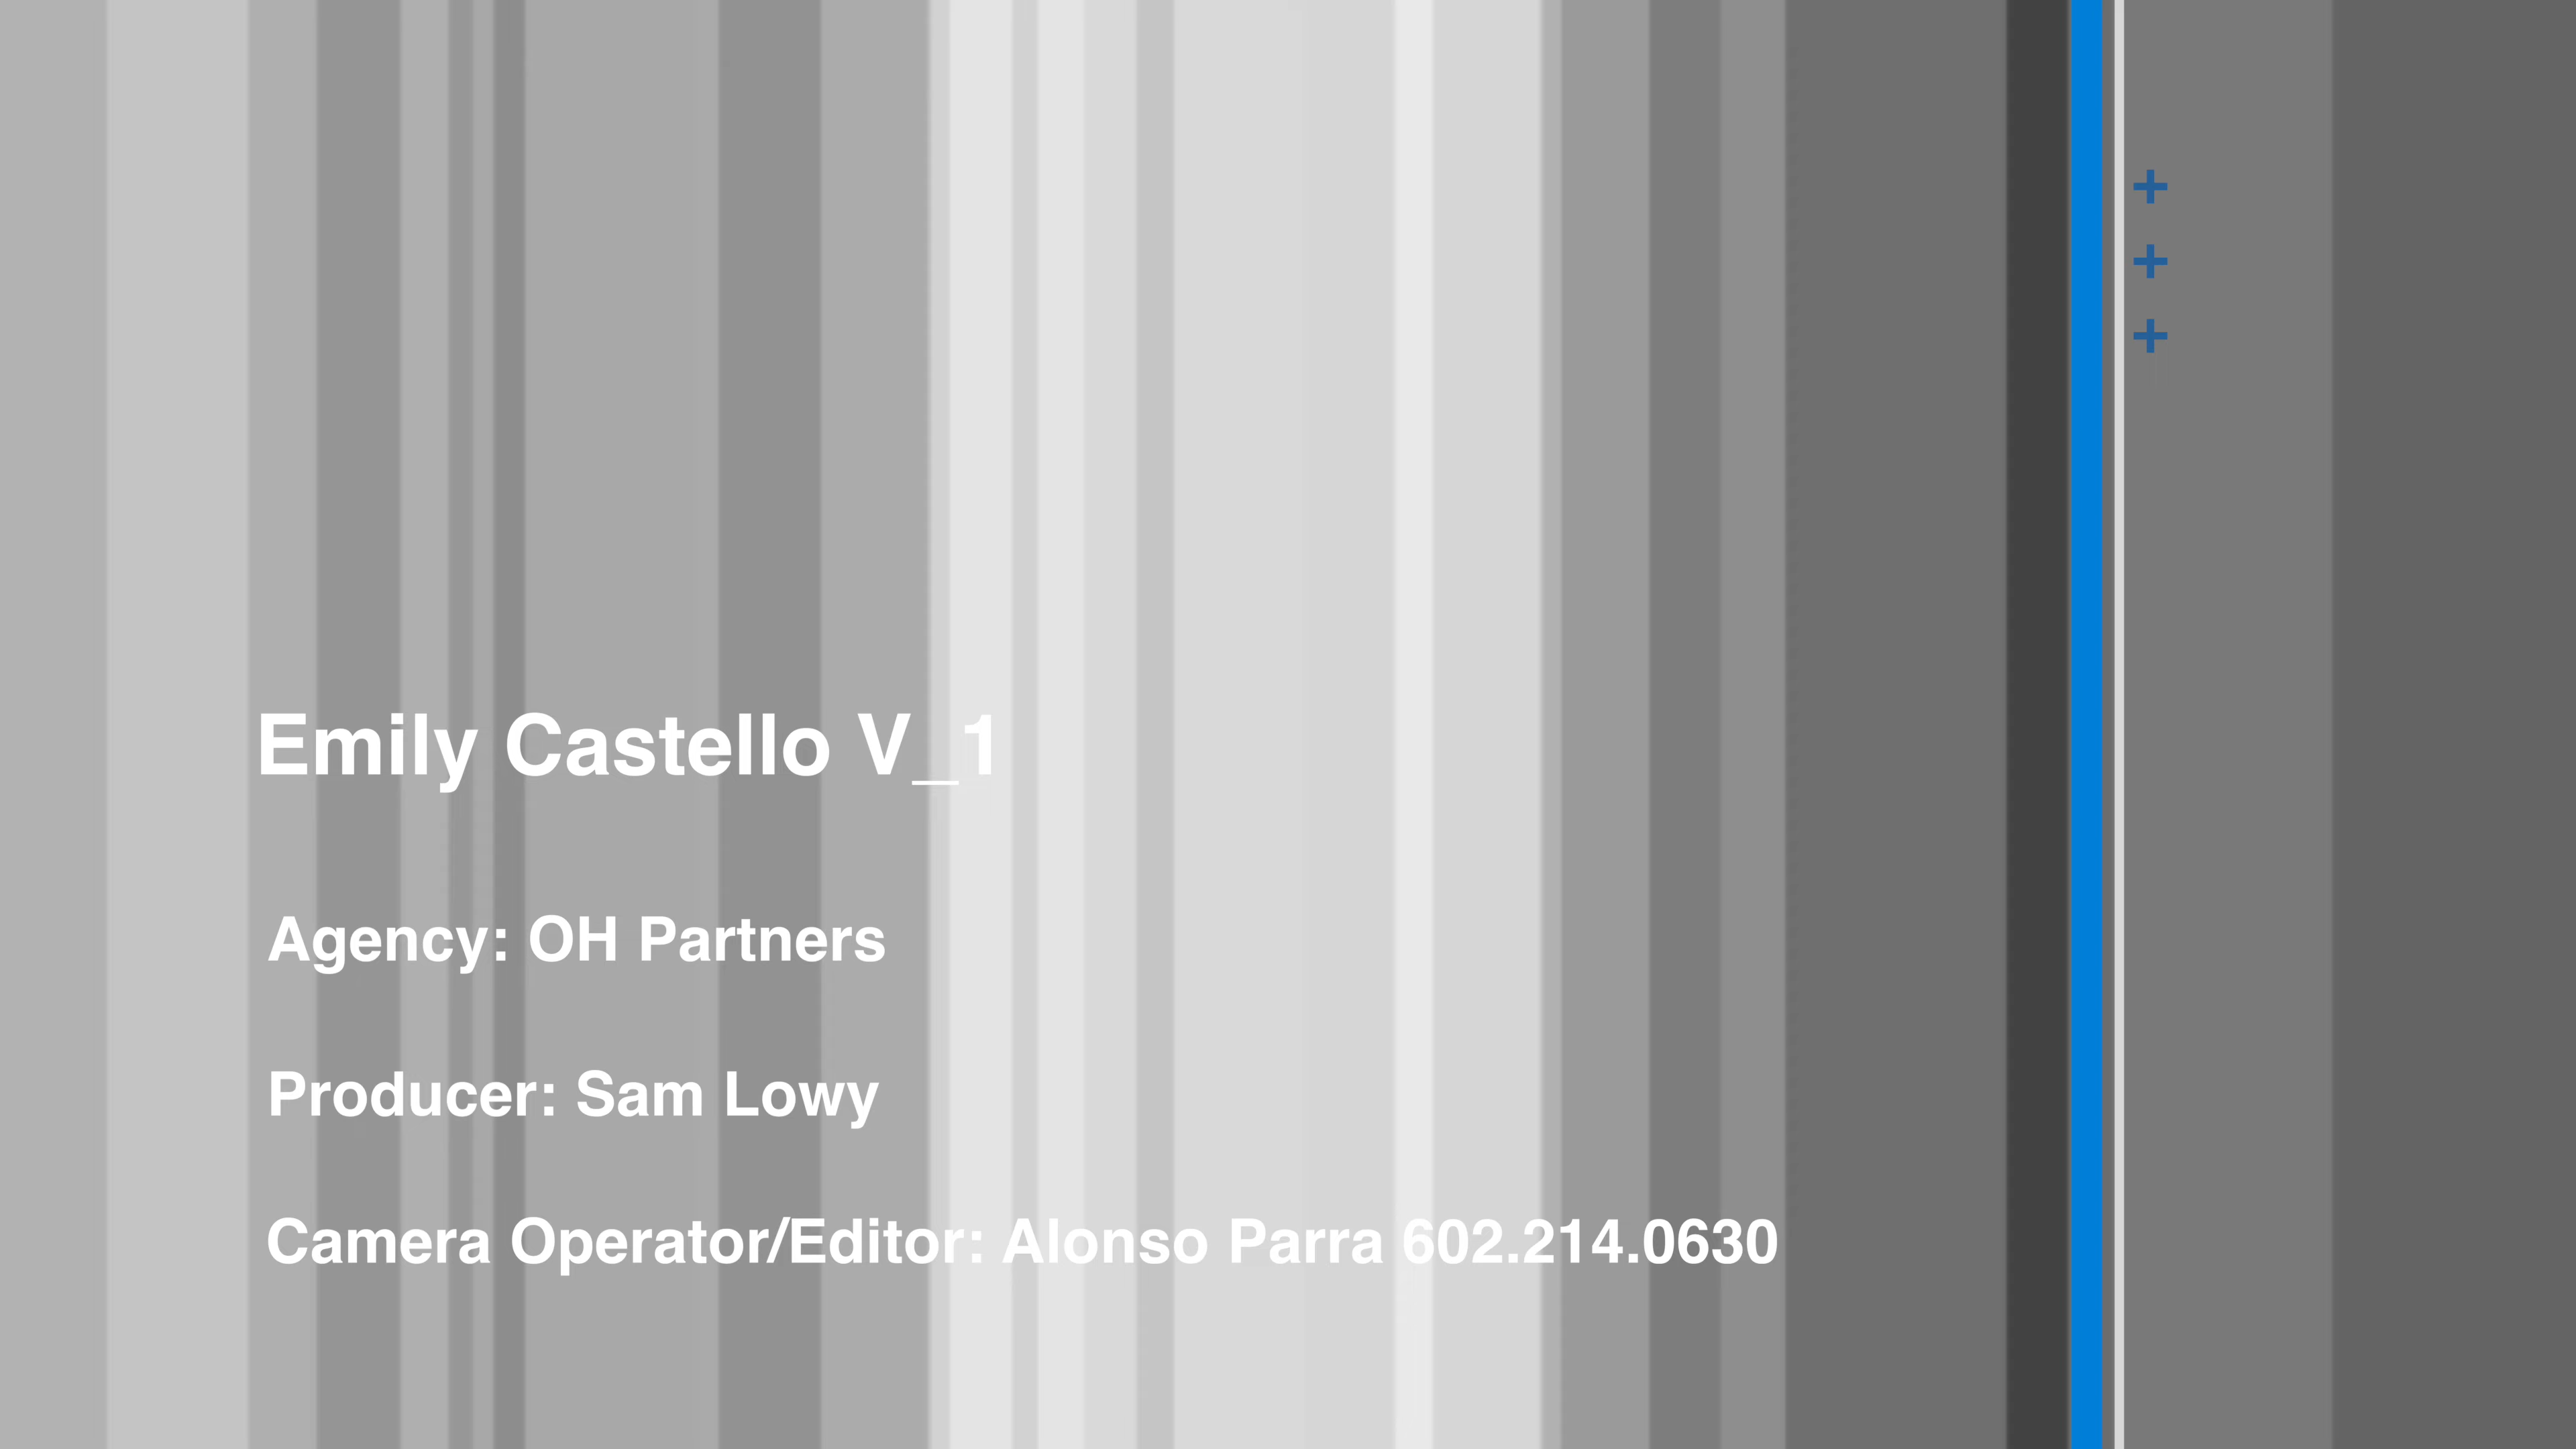 +
+
+
Emily Castello V_1
Agency: OH Partners
Producer: Sam Lowy
Camera Operator/Editor: Alonso Parra 602.214.0630